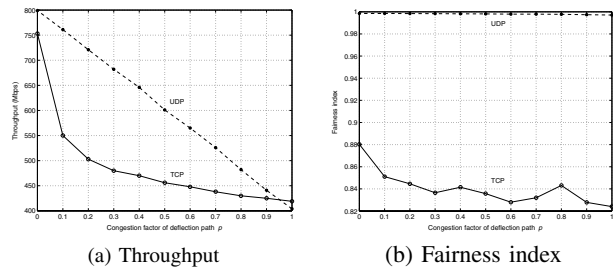 800
750
700
650
600
550
500
450
400
Throughput (Mbps)
UDP
TCP
0 0.1 0.2 0.3 0.4 0.5 0.6 0.7 0.8 0.9 1
Congestion factor of deflection path p
(a) Throughput
1
0.98
0.96
0.94
0.92
0.9
0.88
0.86
0.84
0.82
Fairness index
UDP
TCP
0 0.1 0.2 0.3 0.4 0.5 0.6 0.7 0.8 0.9 1
Congestion factor of deflection path p
(b) Fairness index